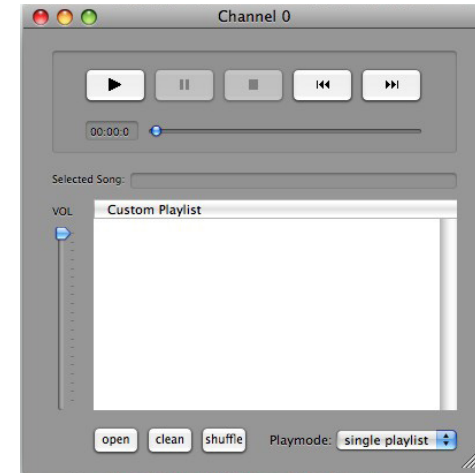 Channel 0
00:00:0
Selected Song:
VOL
Custom Playlist
open clean shuffle Playmode: single playlist